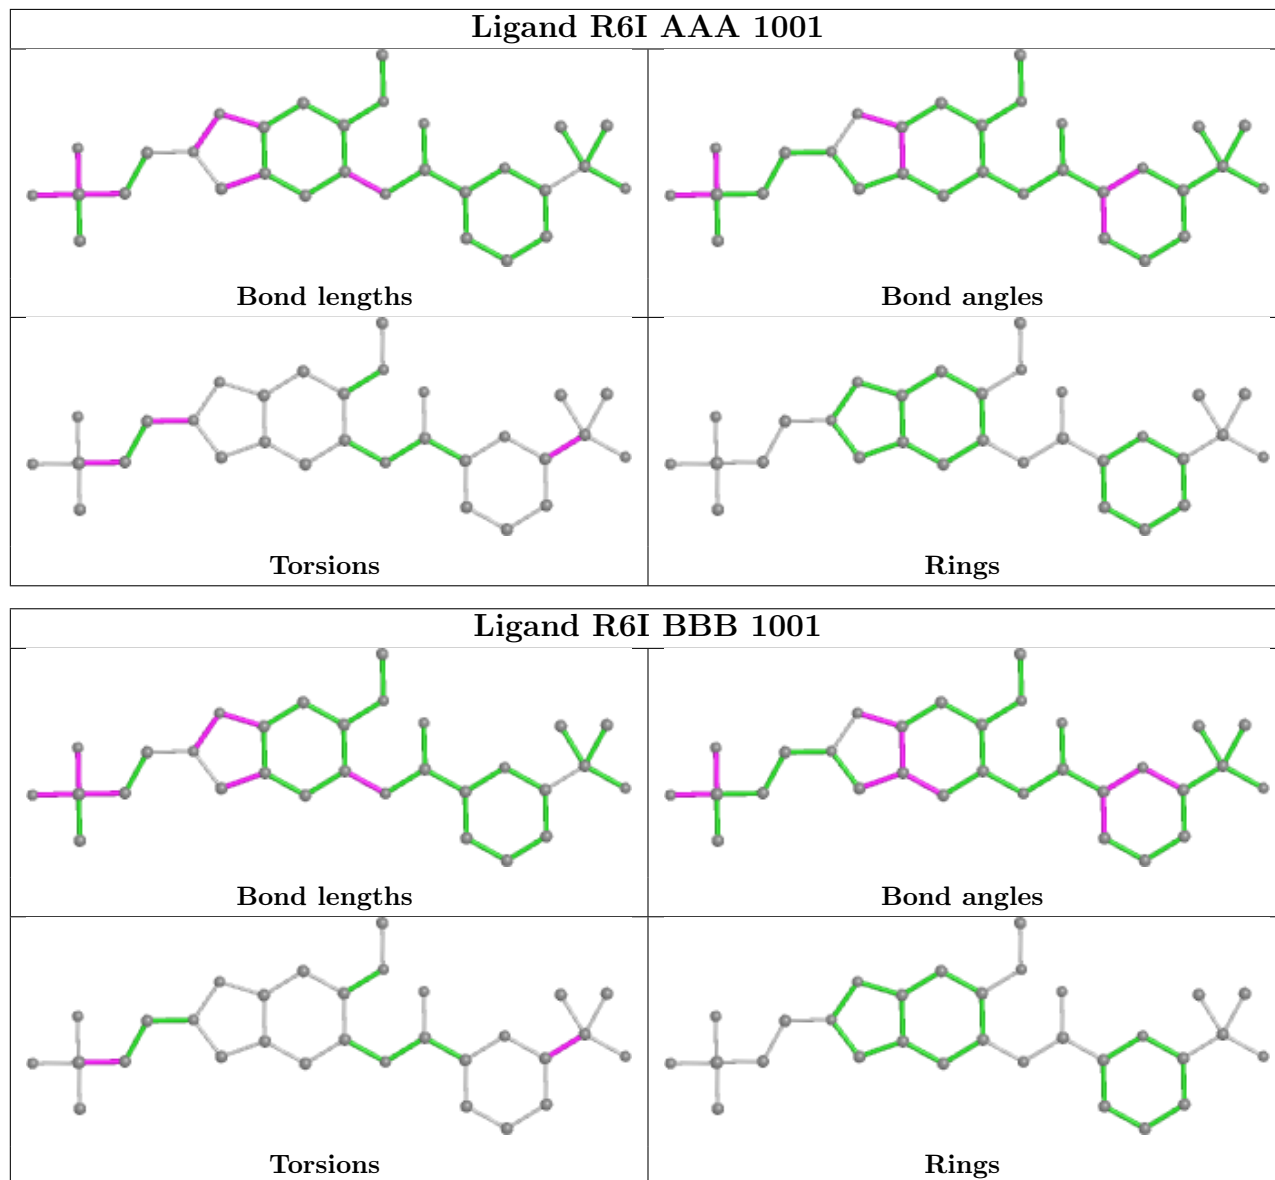 Ligand R6I AAA 1001
Bond lengths
Bond angles
Torsions
Rings
Ligand R6I BBB 1001
Bond lengths
Bond angles
Torsions
Rings